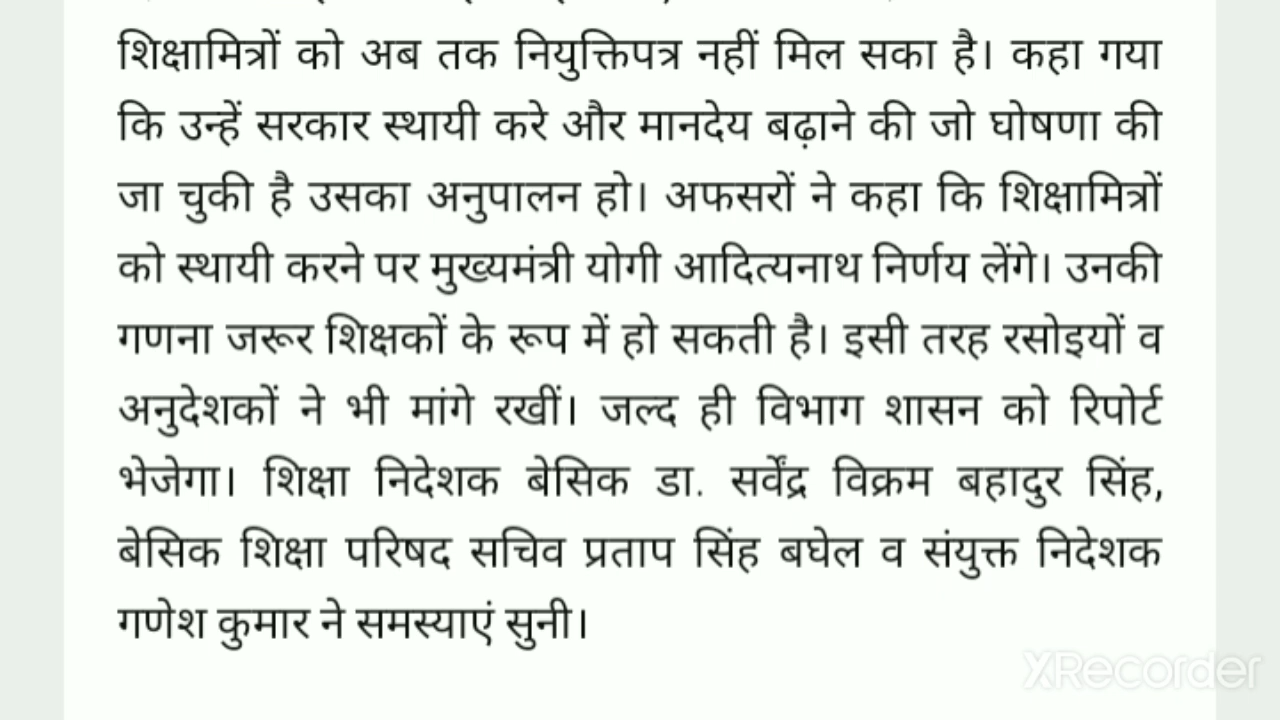 शिक्षामित्रों को अब तक नियुक्तिपत्र नहीं मिल सका है। कहा गया
कि उन्हें सरकार स्थायी करे और मानदेय बढ़ाने की जो घोषणा की
जा चुकी है उसका अनुपालन हो। अफसरों ने कहा कि शिक्षामित्रों
को स्थायी करने पर मुख्यमंत्री योगी आदित्यनाथ निर्णय लेंगे। उनकी
गणना जरूर शिक्षकों के रूप में हो सकती है। इसी तरह रसोइयों व
अनुदेशकों ने भी मांगे रखीं। जल्द ही विभाग शासन को रिपोर्ट
भेजेगा। शिक्षा निदेशक बेसिक डा. सर्वेंद्र विक्रम बहादुर सिंह,
बेसिक शिक्षा परिषद सचिव प्रताप सिंह बघेल व संयुक्त निदेशक
गणेश कुमार ने समस्याएं सुनी।
XRecorder